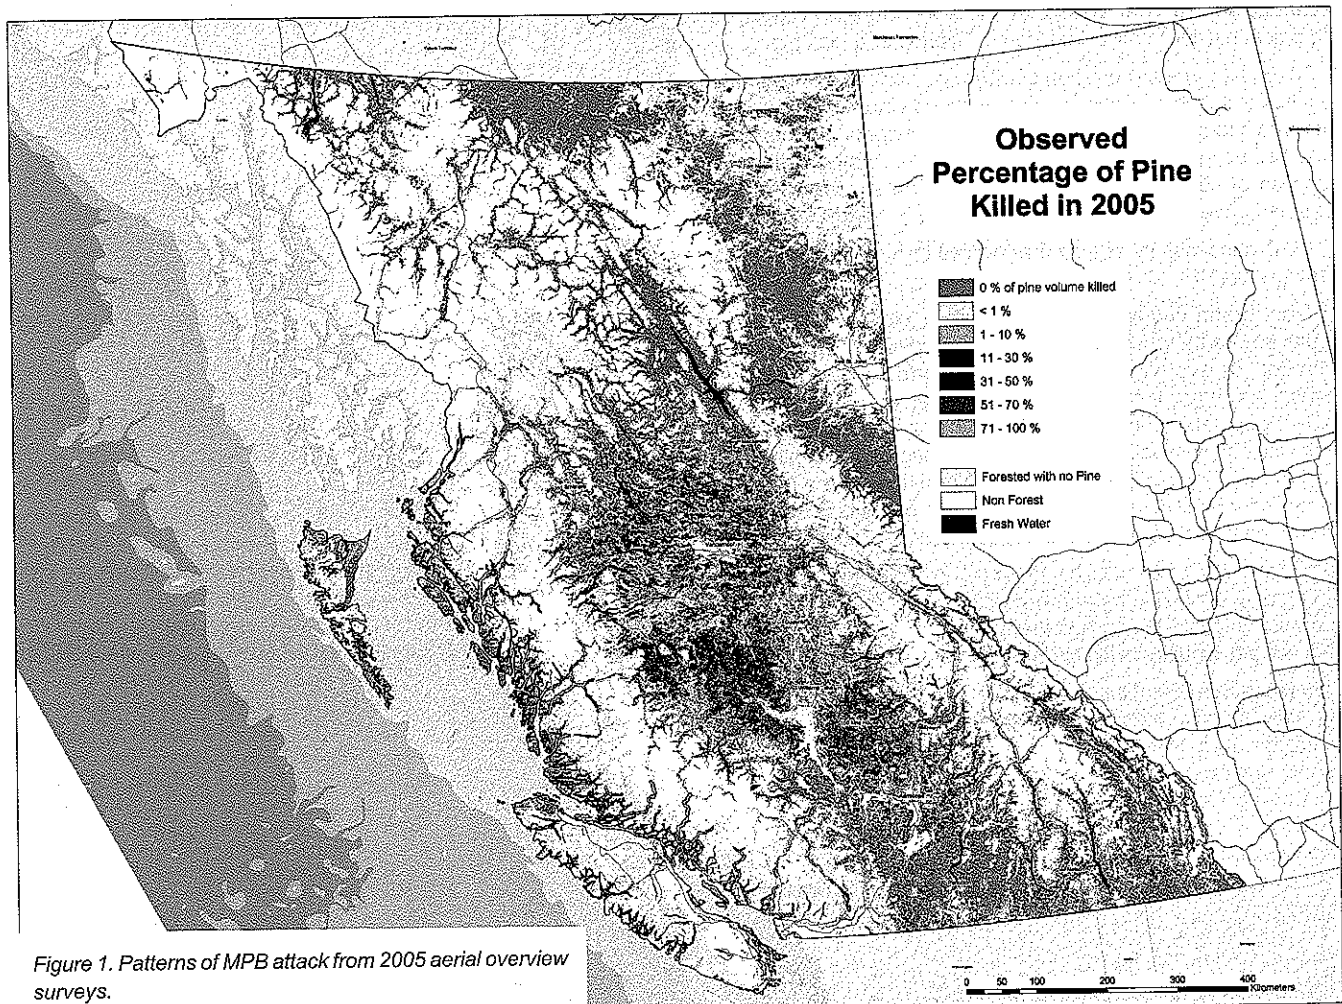 Observed
Percentage of Pine
Killed in 2005
0 % of pine volume killed
< 1 %
1 - 10 %
11 - 30 %
31 - 50 %
51 - 70 %
71 - 100 %
Forested with no Pine
Non Forest
Fresh Water
Figure 1. Patterns of MPB attack from 2005 aerial overview
surveys.
0 50 100 200 300 400
Kilometers